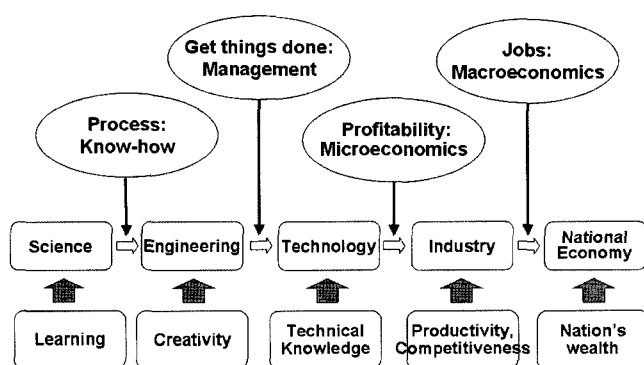 Get things done:
Management
Jobs:
Macroeconomics
Process:
Know-how
Profitability:
Microeconomics
Science
Engineering
Technology
Industry
National
Economy
Learning
Creativity
Technical
Knowledge
Productivity,
Competitiveness
Nation's
wealth